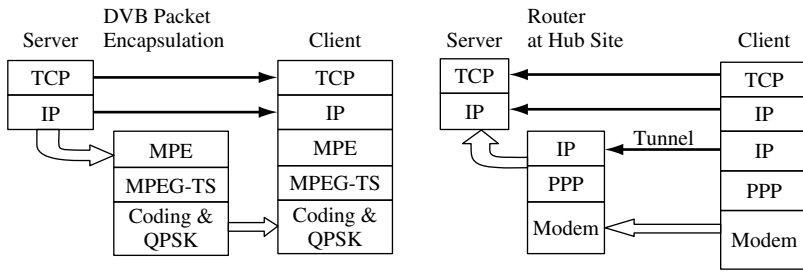 DVB Packet
Encapsulation
Server
Client
TCP
IP
MPE
MPEG-TS
Coding &
QPSK
TCP
IP
MPE
MPEG-TS
Coding &
QPSK
Router
at Hub Site
Server
Client
TCP
IP
IP
PPP
Modem
Tunnel
TCP
IP
IP
PPP
Modem